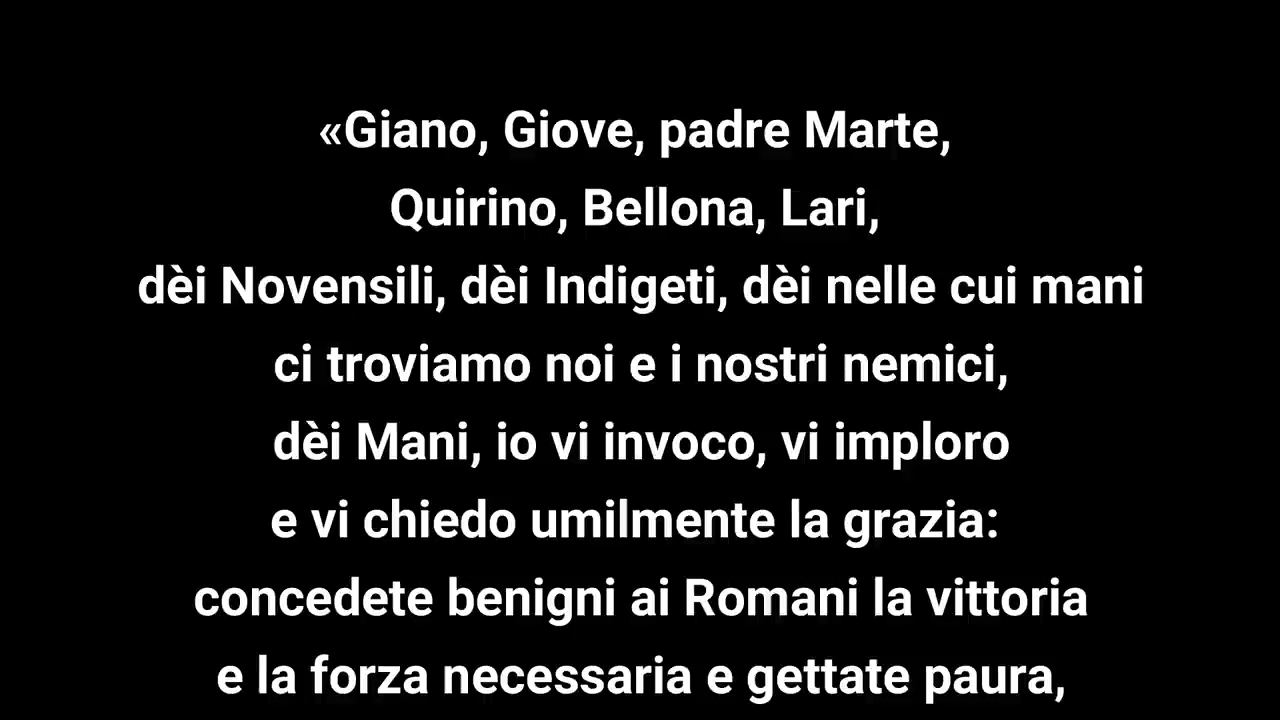 «Giano, Giove, padre Marte,
Quirino, Bellona, Lari,
dèi Novensili, dèi Indigeti, dèi nelle cui mani
ci troviamo noi e i nostri nemici,
dèi Mani, io vi invoco, vi imploro
e vi chiedo umilmente la grazia:
concedete benigni ai Romani la vittoria
e la forza necessaria e gettate paura,